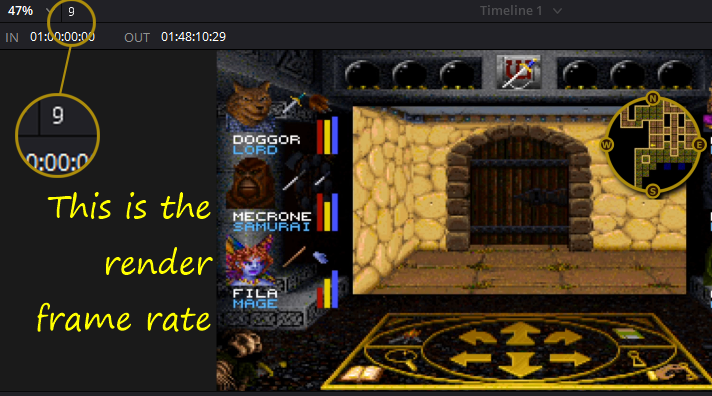 47% 9 Timeline 1
IN 01:00:00:00 OUT 01:48:10:29
9
0:00:0
This is the
render
frame rate
DOGGOR
LORD
MECRONE
SAMURAI
FILA
MAGE
N
W E
S